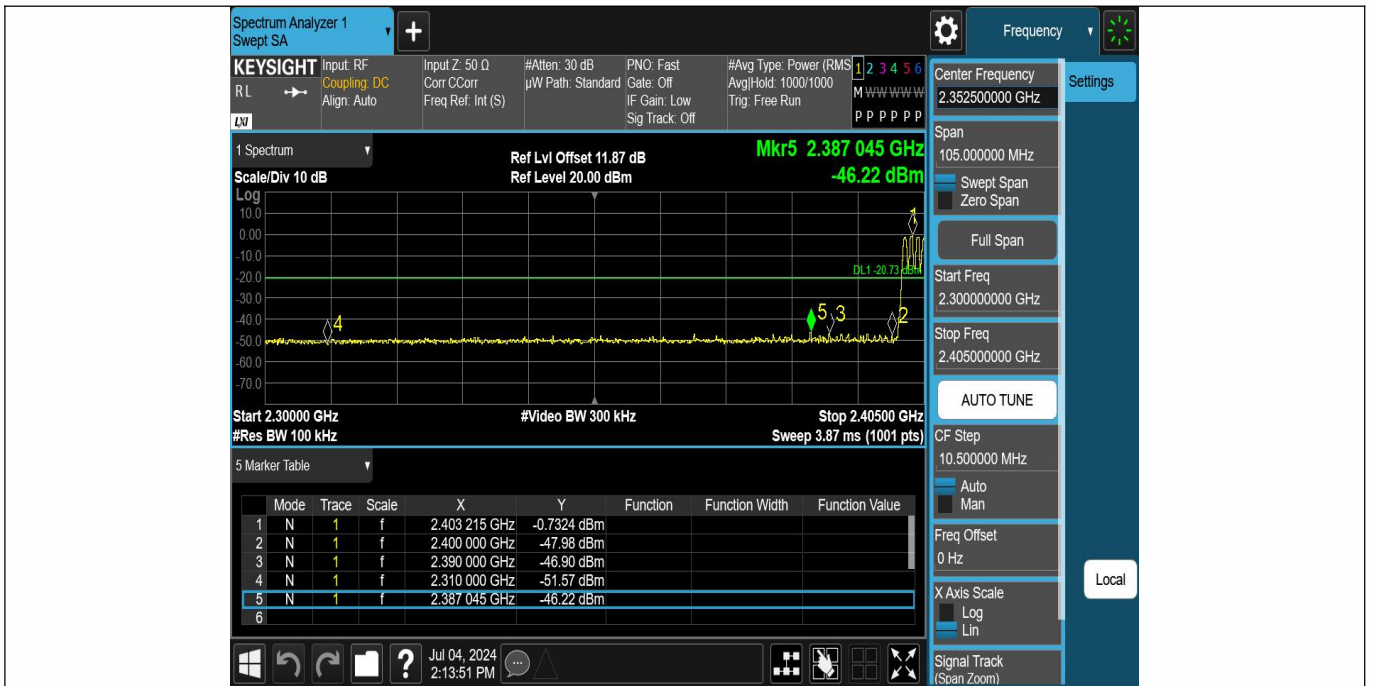 Spectrum Analyzer 1
Swept SA
+
Frequency
KEYSIGHT
RL
LXI
Input: RF
Coupling: DC
Align: Auto
Input Z: 50 Ω
Corr CCorr
Freq Ref: Int (S)
#Atten: 30 dB
µW Path: Standard
PNO: Fast
Gate: Off
IF Gain: Low
Sig Track: Off
#Avg Type: Power (RMS
Avg|Hold: 1000/1000
Trig: Free Run
1 2 3 4 5 6
M W W W W W
P P P P P P
1 Spectrum
Scale/Div 10 dB
Ref Lvl Offset 11.87 dB
Ref Level 20.00 dBm
Mkr5 2.387 045 GHz
-46.22 dBm
Log
10.0
0.00
-10.0
-20.0
-30.0
-40.0
-50.0
-60.0
-70.0
1
DL1 -20.73 dBm
4
5
3
2
Start 2.30000 GHz
#Video BW 300 kHz
Stop 2.40500 GHz
#Res BW 100 kHz
Sweep 3.87 ms (1001 pts)
5 Marker Table
Mode Trace Scale X Y Function Function Width Function Value
1 N 1 f 2.403 215 GHz -0.7324 dBm
2 N 1 f 2.400 000 GHz -47.98 dBm
3 N 1 f 2.390 000 GHz -46.90 dBm
4 N 1 f 2.310 000 GHz -51.57 dBm
5 N 1 f 2.387 045 GHz -46.22 dBm
6
?
Jul 04, 2024
2:13:51 PM
Center Frequency
2.352500000 GHz
Settings
Span
105.000000 MHz
Swept Span
Zero Span
Full Span
Start Freq
2.300000000 GHz
Stop Freq
2.405000000 GHz
AUTO TUNE
CF Step
10.500000 MHz
Auto
Man
Freq Offset
0 Hz
X Axis Scale
Log
Lin
Local
Signal Track
(Span Zoom)